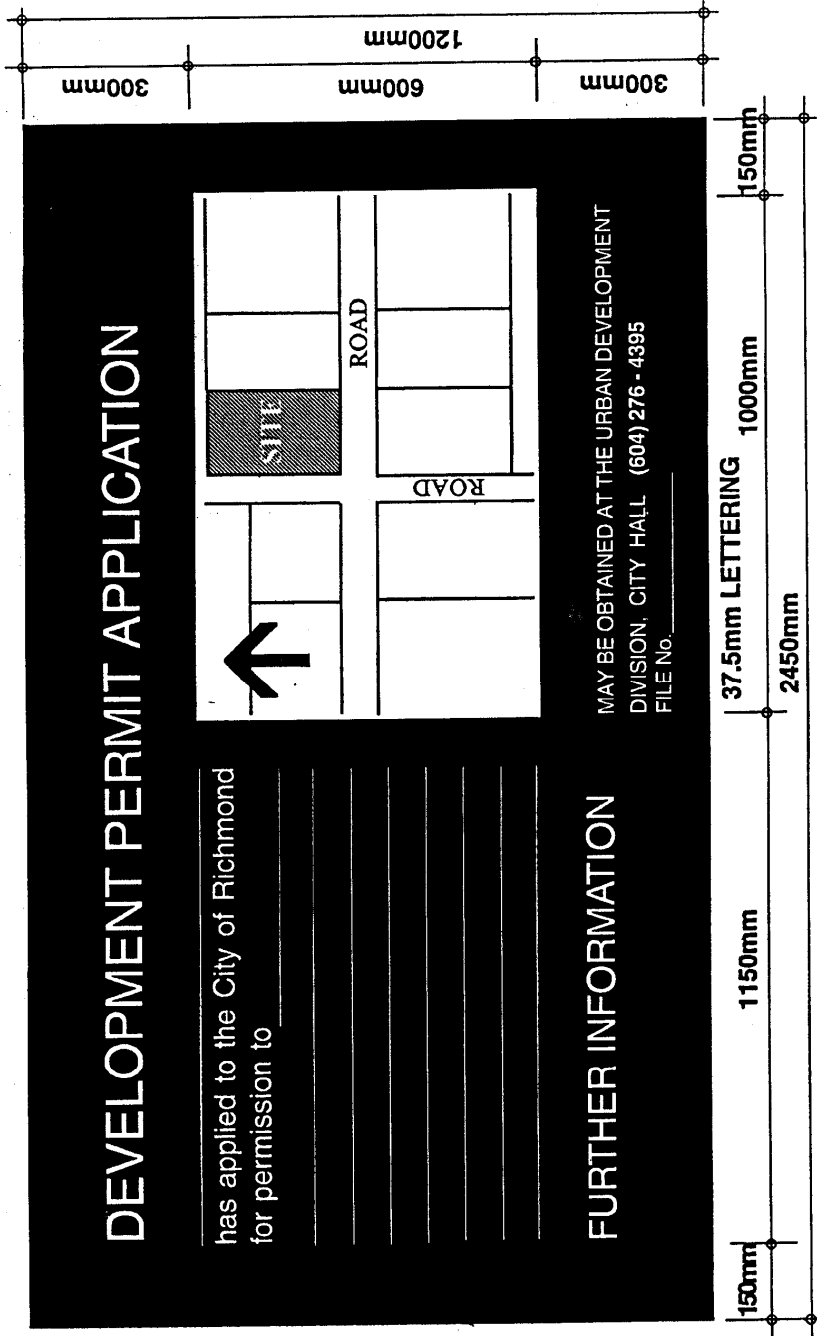 DEVELOPMENT PERMIT APPLICATION
has applied to the City of Richmond
for permission to
SITE
ROAD
ROAD
FURTHER INFORMATION
MAY BE OBTAINED AT THE URBAN DEVELOPMENT
DIVISION, CITY HALL (604) 276 - 4395
FILE No.
300mm
600mm
300mm
1200mm
37.5mm LETTERING
150mm
1150mm
1000mm
150mm
2450mm